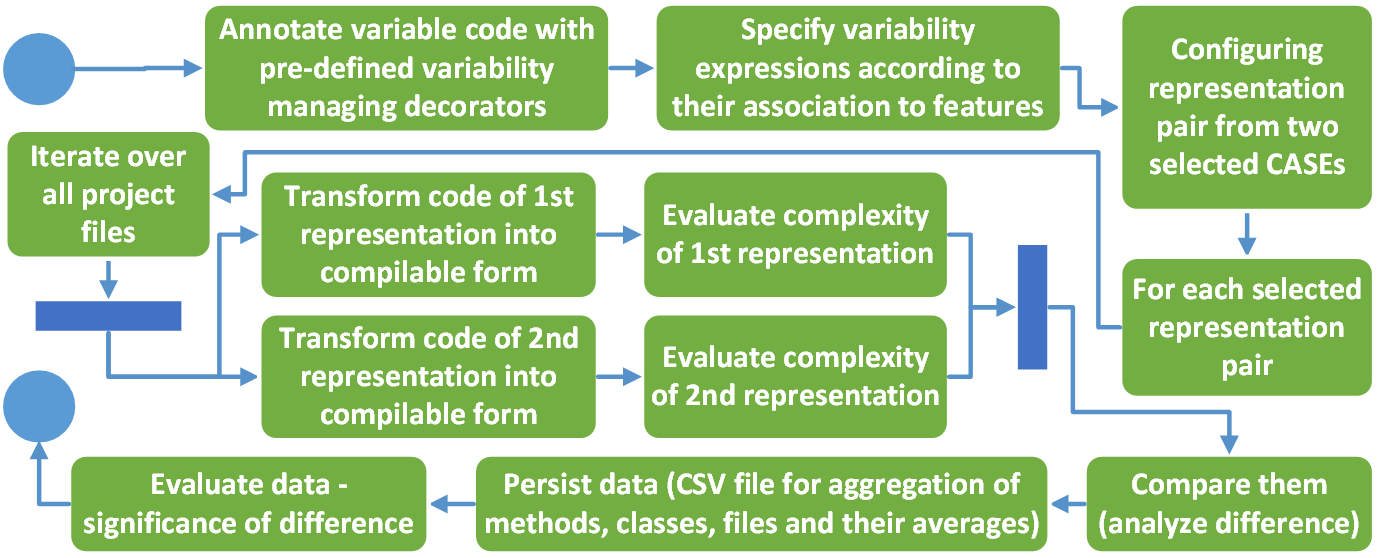 Annotate variable code with
pre-defined variability
managing decorators
Specify variability
expressions according to
their association to features
Configuring
representation
pair from two
selected CASEs
For each selected
representation
pair
Iterate over
all project
files
Transform code of 1st
representation into
compilable form
Evaluate complexity
of 1st representation
Transform code of 2nd
representation into
compilable form
Evaluate complexity
of 2nd representation
Compare them
(analyze difference)
Persist data (CSV file for aggregation of
methods, classes, files and their averages)
Evaluate data -
significance of difference